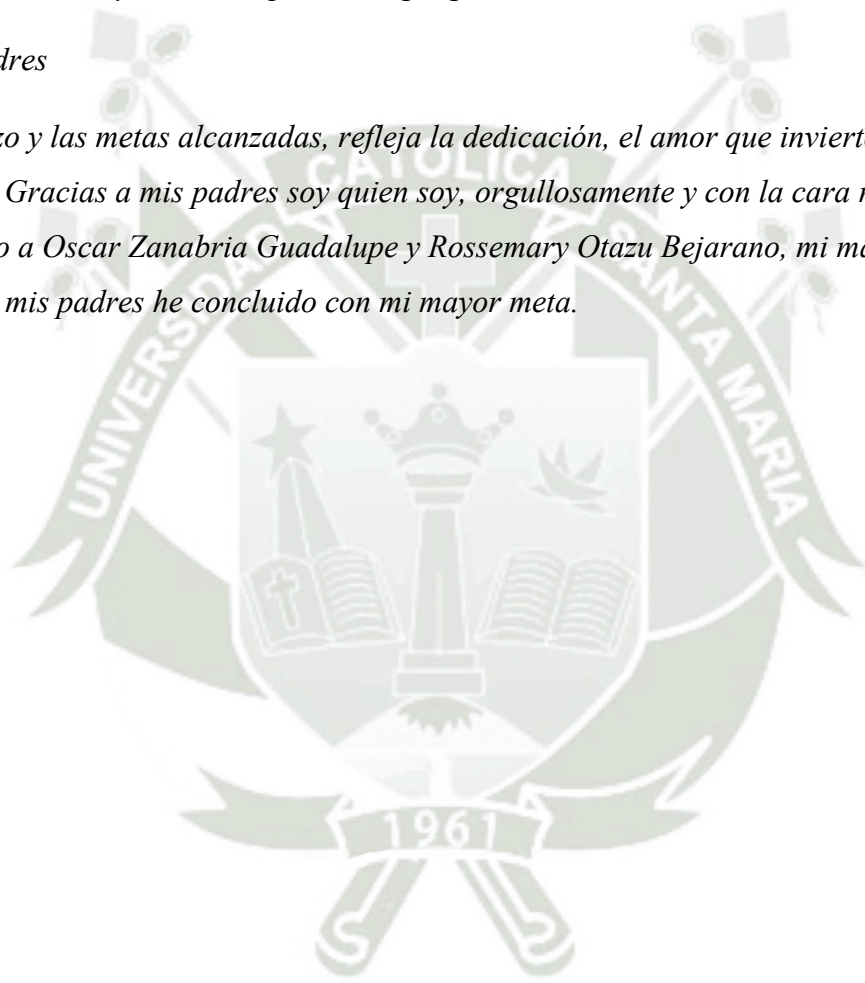 dres
zo y las metas alcanzadas, refleja la dedicación, el amor que invierte
Gracias a mis padres soy quien soy, orgullosamente y con la cara
o a Oscar Zanabria Guadalupe y Rossemary Otazu Bejarano, mi
mis padres he concluido con mi mayor meta.
UNIVERSIDAD CATOLICA SANTA MARIA
1961